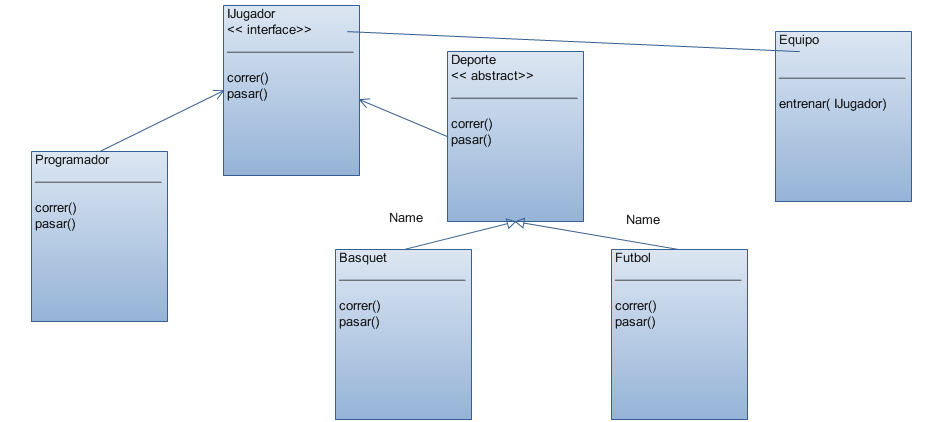 IJugador
<< interface>>
correr()
pasar()
Deporte
<< abstract>>
correr()
pasar()
Equipo
entrenar( IJugador)
Programador
correr()
pasar()
Name
Name
Basquet
correr()
pasar()
Futbol
correr()
pasar()